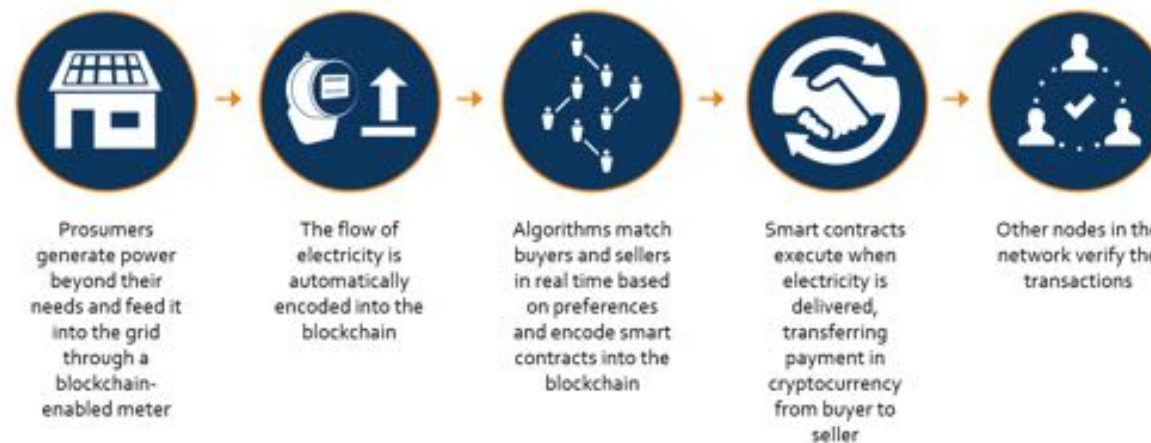 Prosumers
generate power
beyond their
needs and feed it
into the grid
through a
blockchain-
enabled meter
The flow of
electricity is
automatically
encoded into the
blockchain
Algorithms match
buyers and sellers
in real time based
on preferences
and encode smart
contracts into the
blockchain
Smart contracts
execute when
electricity is
delivered,
transferring
payment in
cryptocurrency
from buyer to
seller
Other nodes in the
network verify the
transactions